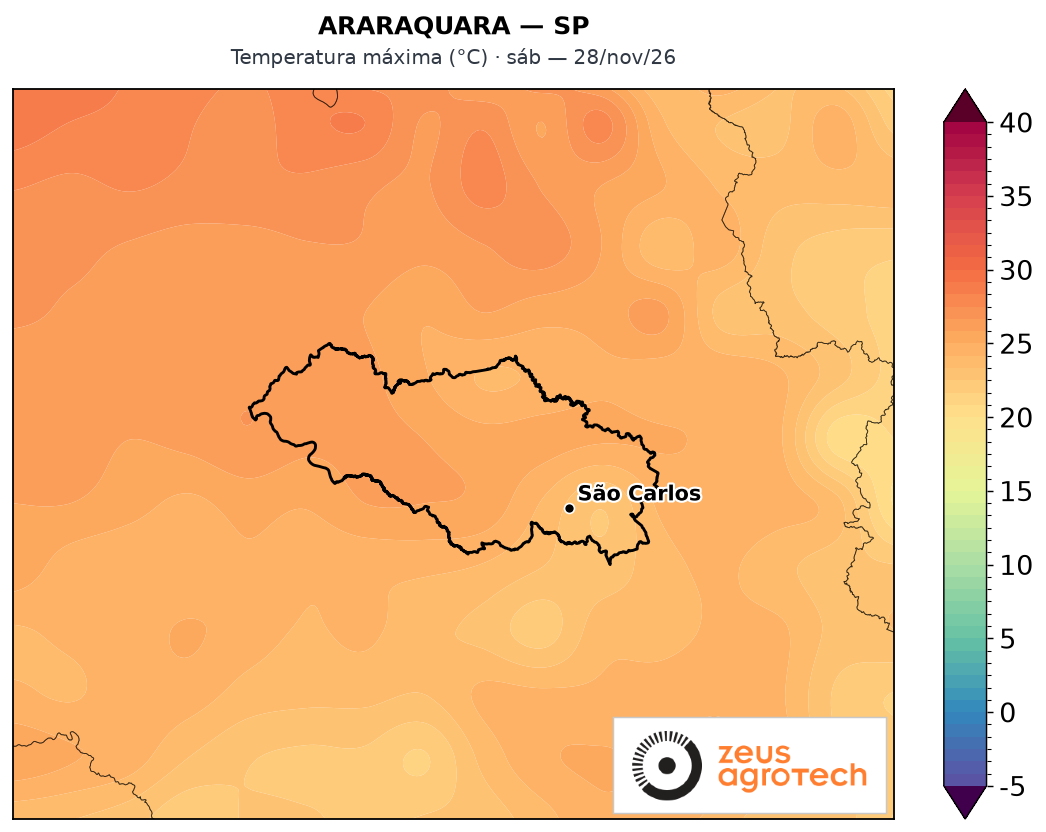 ARARAQUARA — SP
Temperatura máxima (°C) · sáb — 28/nov/26
40
35
30
25
20
15
10
5
0
-5
São Carlos
zeus
agrotech